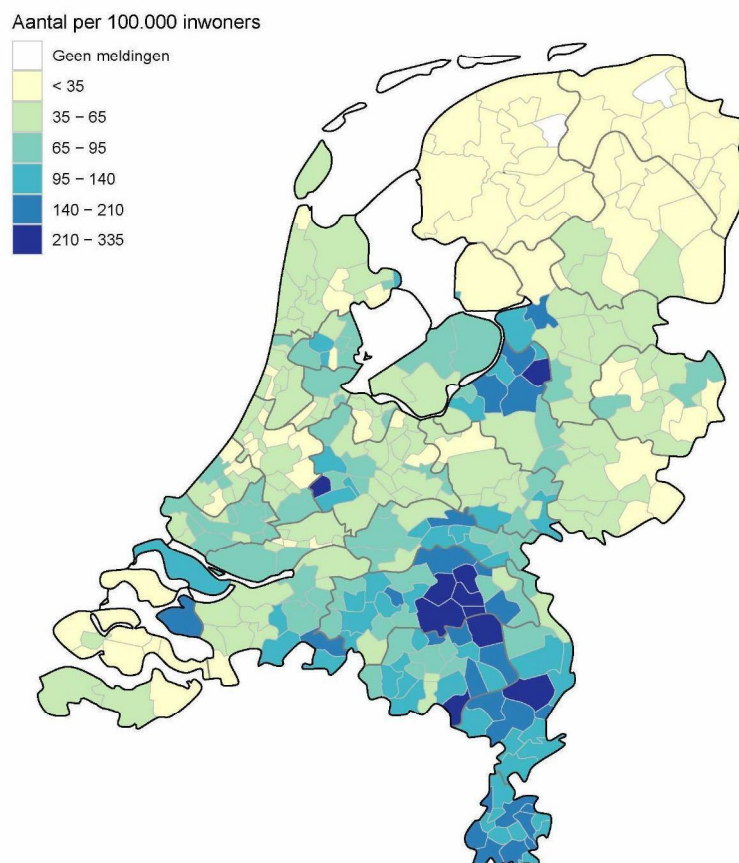 Aantal per 100.000 inwoners
Geen meldingen
< 35
35 – 65
65 – 95
95 – 140
140 – 210
210 – 335